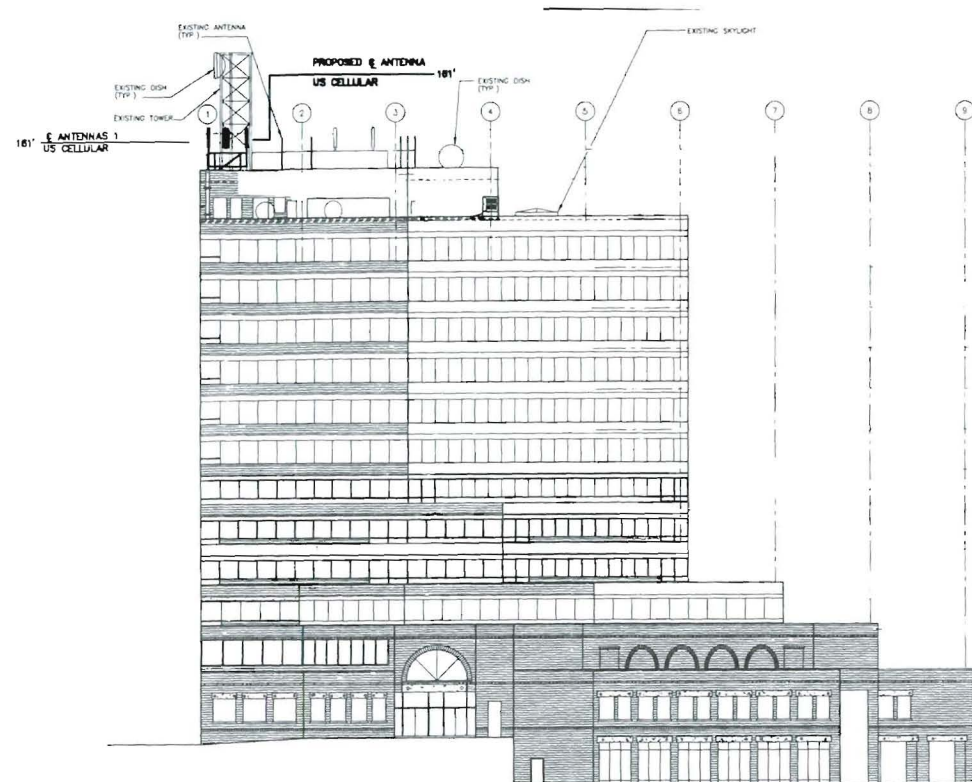 EXISTING ANTENNA
(TYP.)
EXISTING SKYLIGHT
PROPOSED ℄ ANTENNA
US CELLULAR
161'
EXISTING DISH
(TYP.)
EXISTING DISH
(TYP.)
EXISTING TOWER
1
2
3
4
5
6
7
8
9
161'
℄ ANTENNAS 1
US CELLULAR